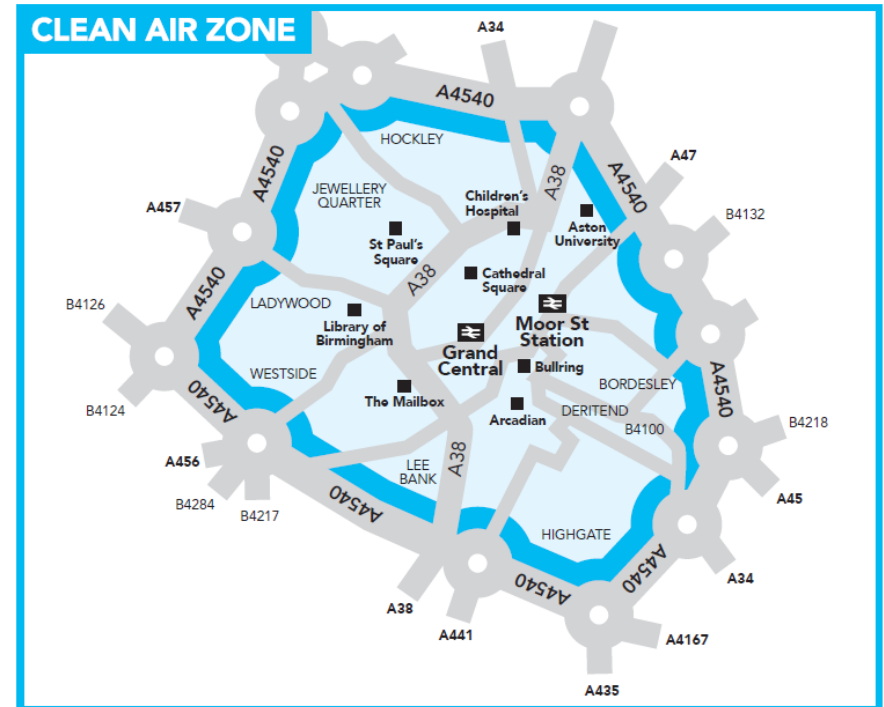 CLEAN AIR ZONE
A34
A4540
HOCKLEY
A4540
A38
A4540
A47
JEWELLERY
QUARTER
Children's
Hospital
A457
B4132
St Paul's
Square
Aston
University
A38
Cathedral
Square
A4540
B4126
LADYWOOD
Library of
Birmingham
Moor St
Station
Grand
Central
WESTSIDE
Bullring
BORDESLEY
A4540
The Mailbox
Arcadian
DERITEND
B4124
A4540
B4100
B4218
A456
LEE
BANK
A38
B4284
B4217
A4540
A45
HIGHGATE
A4540
A4540
A34
A38
A441
A4167
A435